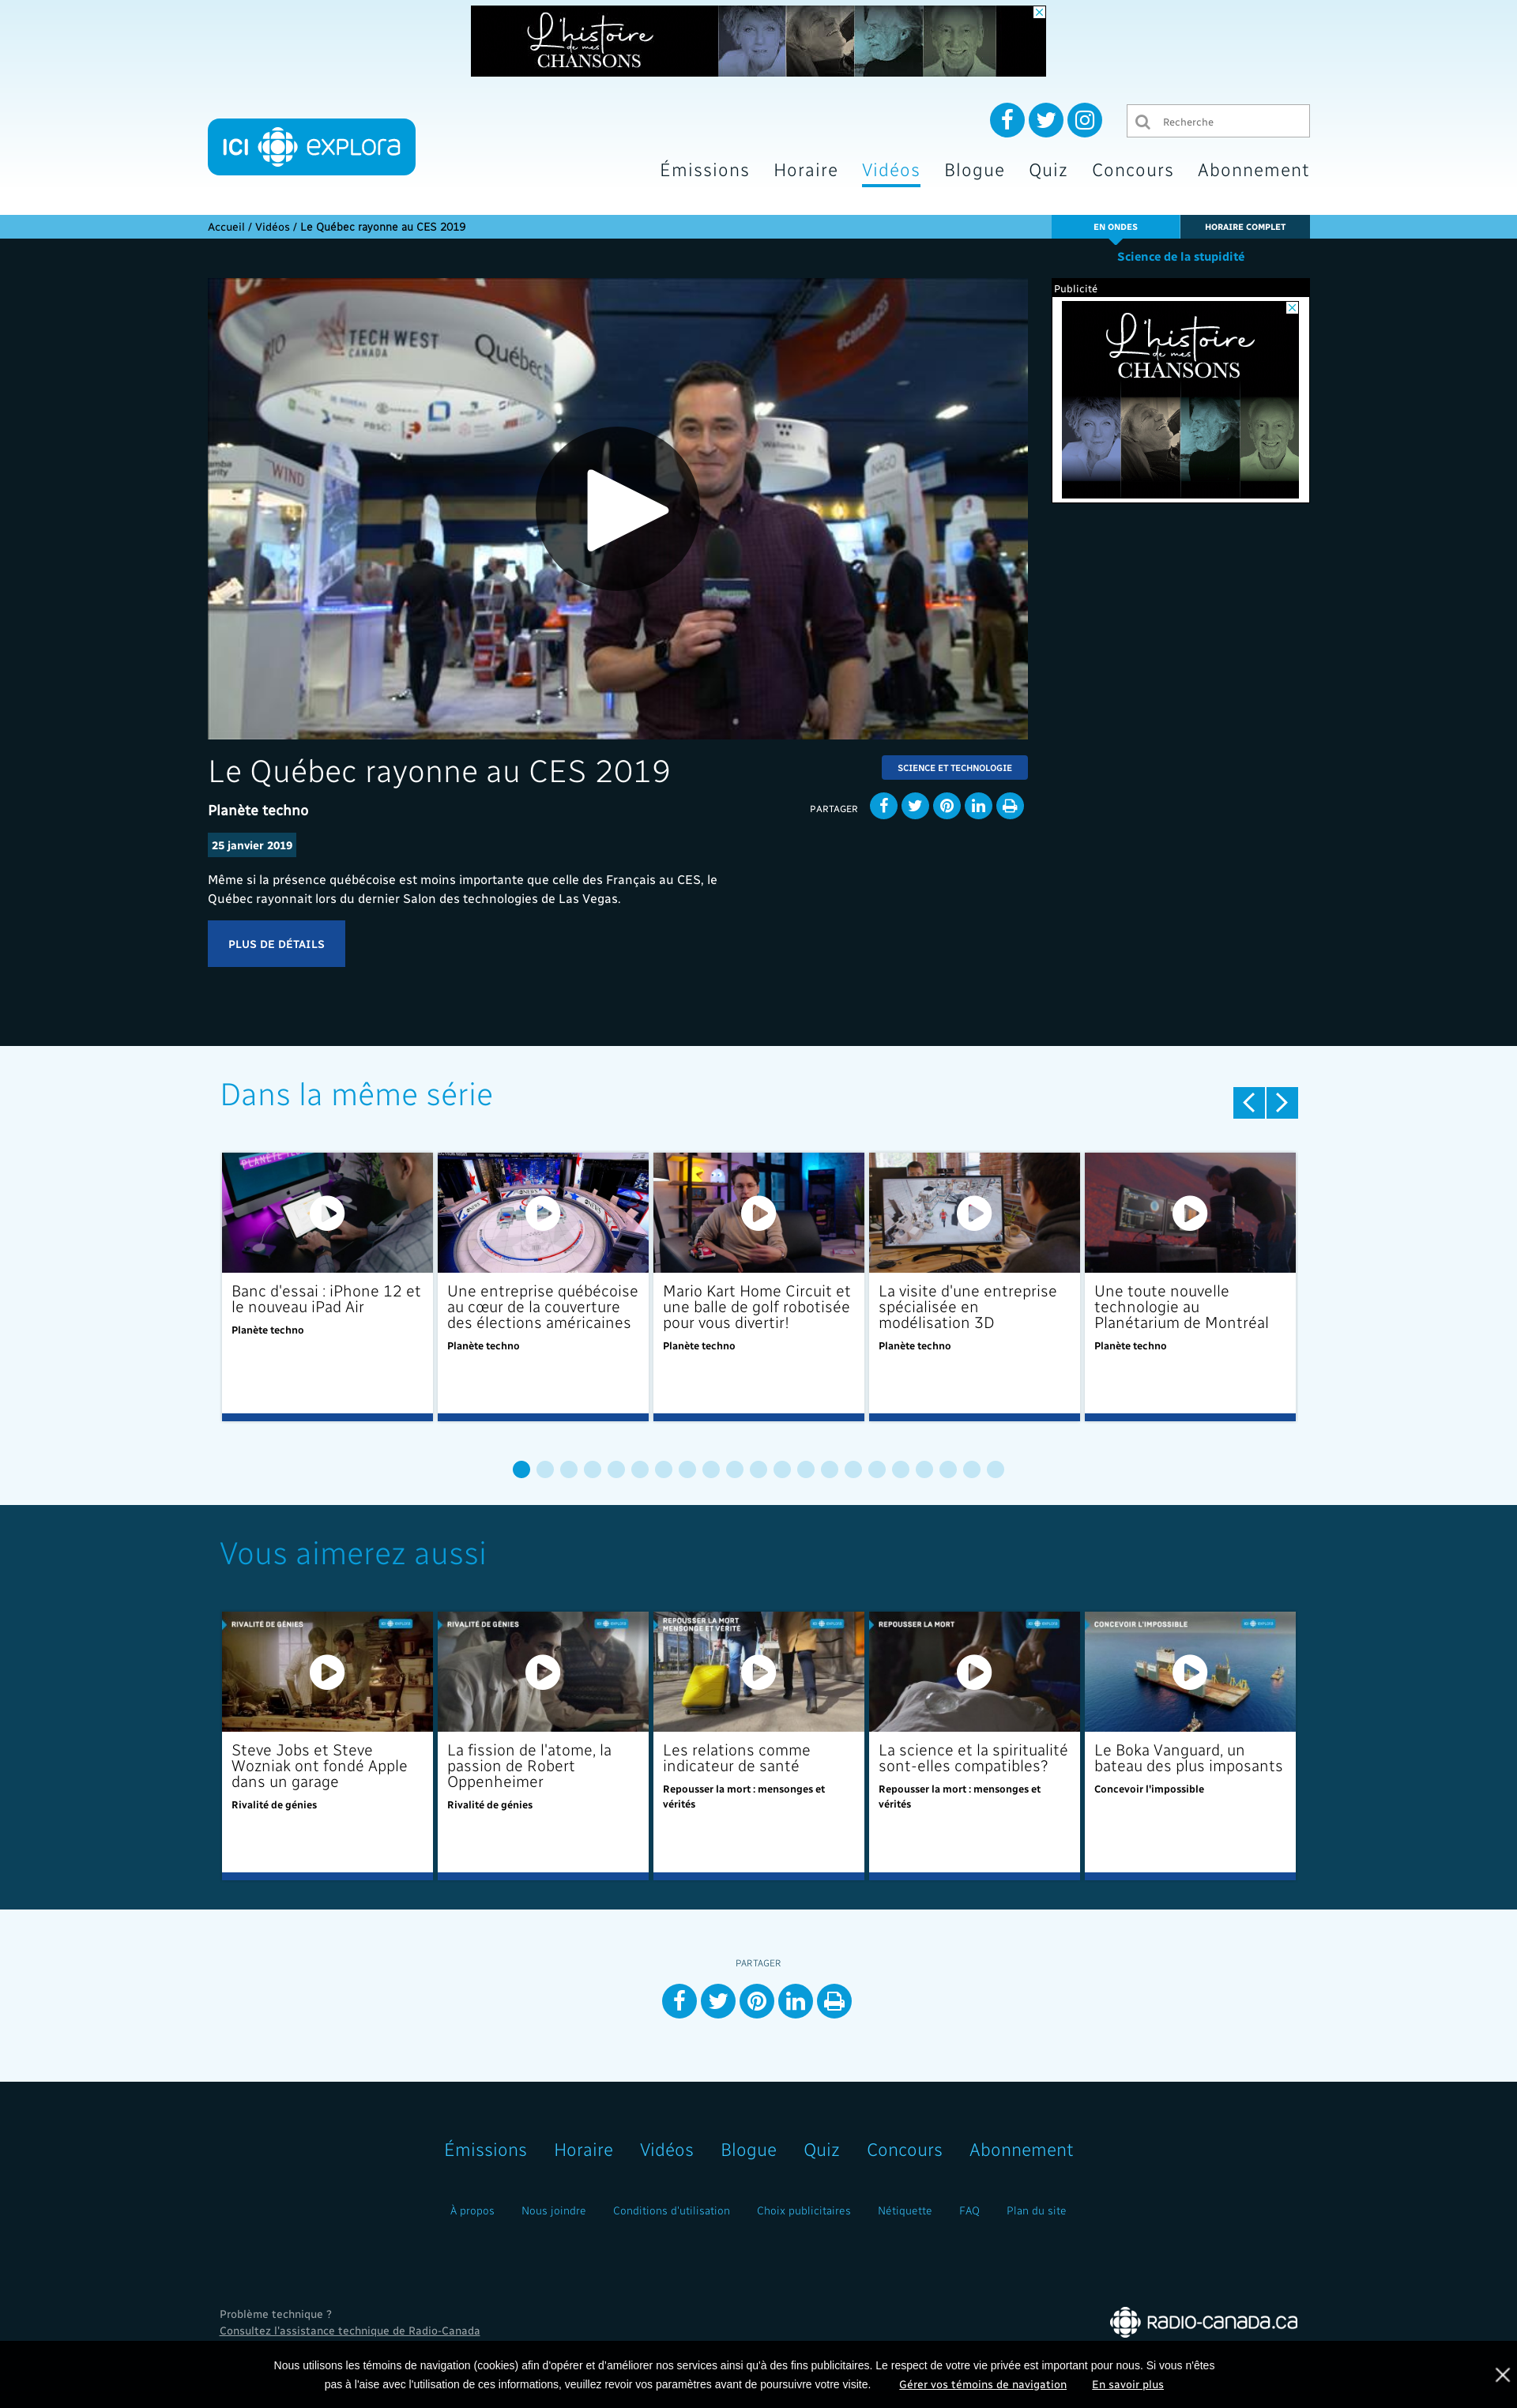 L'histoire
de mes
CHANSONS
ICI explora
Recherche
Émissions Horaire Vidéos Blogue Quiz Concours Abonnement
Accueil / Vidéos / Le Québec rayonne au CES 2019
EN ONDES
HORAIRE COMPLET
Science de la stupidité
Publicité
L'histoire
de mes
CHANSONS
TECH WEST
CANADA
Québec
#CanadaCES
WIND
Le Québec rayonne au CES 2019
SCIENCE ET TECHNOLOGIE
Planète techno
PARTAGER
25 janvier 2019
Même si la présence québécoise est moins importante que celle des Français au CES, le
Québec rayonnait lors du dernier Salon des technologies de Las Vegas.
PLUS DE DÉTAILS
Dans la même série
Banc d'essai : iPhone 12 et
le nouveau iPad Air
Planète techno
Une entreprise québécoise
au cœur de la couverture
des élections américaines
Planète techno
Mario Kart Home Circuit et
une balle de golf robotisée
pour vous divertir!
Planète techno
La visite d'une entreprise
spécialisée en
modélisation 3D
Planète techno
Une toute nouvelle
technologie au
Planétarium de Montréal
Planète techno
Vous aimerez aussi
RIVALITÉ DE GÉNIES
Steve Jobs et Steve
Wozniak ont fondé Apple
dans un garage
Rivalité de génies
RIVALITÉ DE GÉNIES
La fission de l'atome, la
passion de Robert
Oppenheimer
Rivalité de génies
REPOUSSER LA MORT
MENSONGE ET VÉRITÉ
Les relations comme
indicateur de santé
Repousser la mort : mensonges et
vérités
REPOUSSER LA MORT
La science et la spiritualité
sont-elles compatibles?
Repousser la mort : mensonges et
vérités
CONCEVOIR L'IMPOSSIBLE
Le Boka Vanguard, un
bateau des plus imposants
Concevoir l'impossible
PARTAGER
Émissions Horaire Vidéos Blogue Quiz Concours Abonnement
À propos Nous joindre Conditions d'utilisation Choix publicitaires Nétiquette FAQ Plan du site
Problème technique ?
Consultez l'assistance technique de Radio-Canada
RADIO-CANADA.CA
Nous utilisons les témoins de navigation (cookies) afin d'opérer et d'améliorer nos services ainsi qu'à des fins publicitaires. Le respect de votre vie privée est important pour nous. Si vous n'êtes
pas à l'aise avec l'utilisation de ces informations, veuillez revoir vos paramètres avant de poursuivre votre visite. Gérer vos témoins de navigation En savoir plus